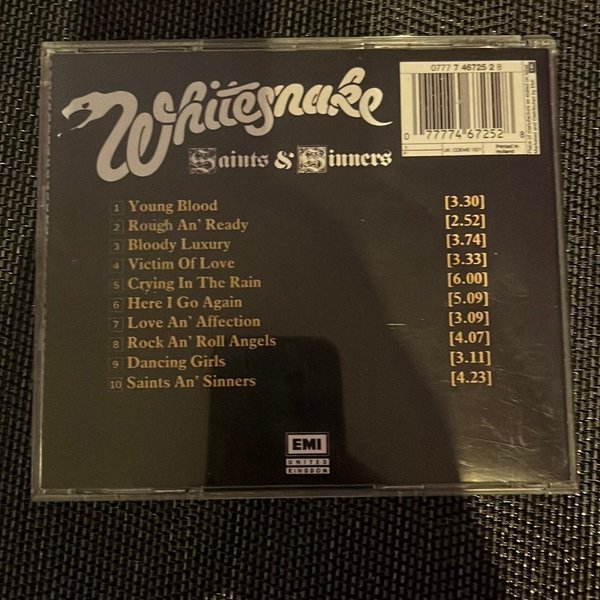 0777 7 46725 2 8
0 77774 67252 8
Whitesnake
Saints & Sinners
Printed in Holland
1 Young Blood [3.30]
2 Rough An' Ready [2.52]
3 Bloody Luxury [3.74]
4 Victim Of Love [3.33]
5 Crying In The Rain [6.00]
6 Here I Go Again [5.09]
7 Love An' Affection [3.09]
8 Rock An' Roll Angels [4.07]
9 Dancing Girls [3.11]
10 Saints An' Sinners [4.23]
EMI
UNITED
KINGDOM